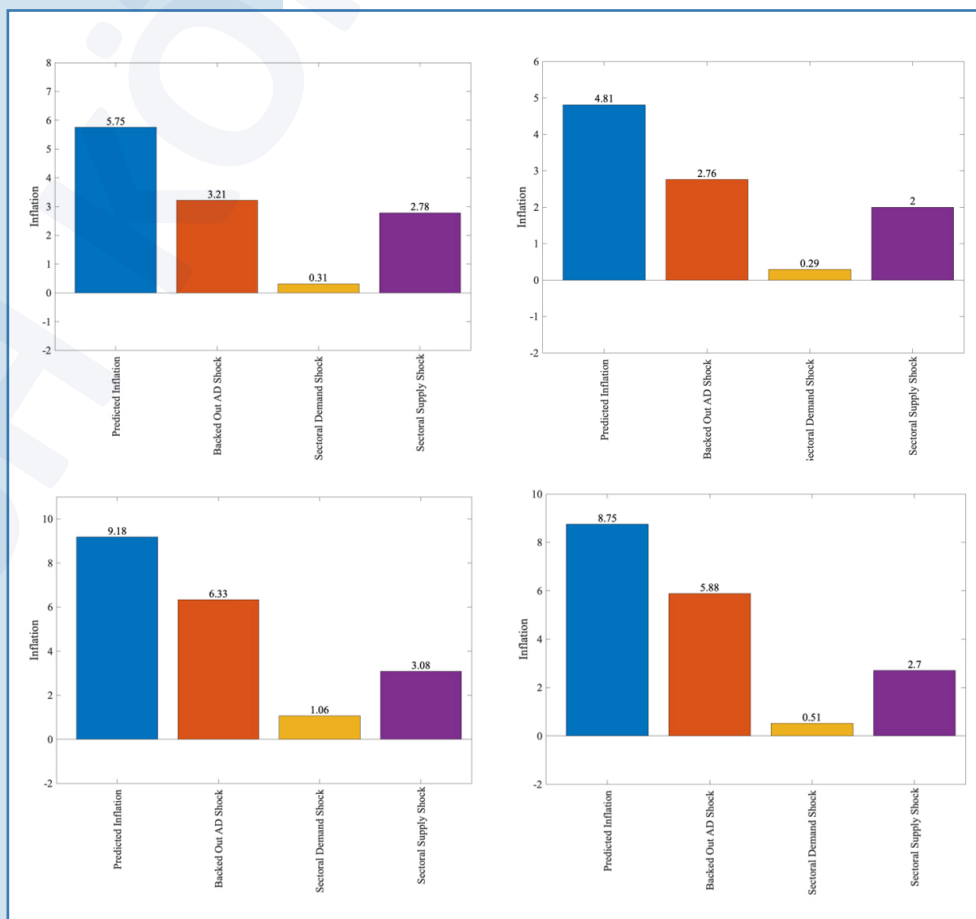 8
7
6
5
4
3
2
1
0
-1
-2
Inflation
5.75
3.21
0.31
2.78
Predicted Inflation
Backed Out AD Shock
Sectoral Demand Shock
Sectoral Supply Shock
6
5
4
3
2
1
0
-1
-2
Inflation
4.81
2.76
0.29
2
Predicted Inflation
Backed Out AD Shock
ectoral Demand Shock
Sectoral Supply Shock
10
8
6
4
2
0
-2
Inflation
9.18
6.33
1.06
3.08
Predicted Inflation
Backed Out AD Shock
Sectoral Demand Shock
Sectoral Supply Shock
10
8
6
4
2
0
-2
Inflation
8.75
5.88
0.51
2.7
Predicted Inflation
Backed Out AD Shock
Sectoral Demand Shock
Sectoral Supply Shock